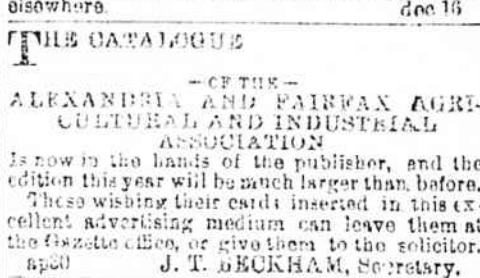 elsewhere. dec 16
THE CATALOGUE
—OF THE—
ALEXANDRIA AND FAIRFAX AGRI-
CULTURAL AND INDUSTRIAL
ASSOCIATION
Is now in the hands of the publisher, and the
edition this year will be much larger than before.
Those wishing their cards inserted in this ex-
cellent advertising medium can leave them at
the Gazette office, or give them to the solicitor.
ap30 J. T. BECKHAM, Secretary.